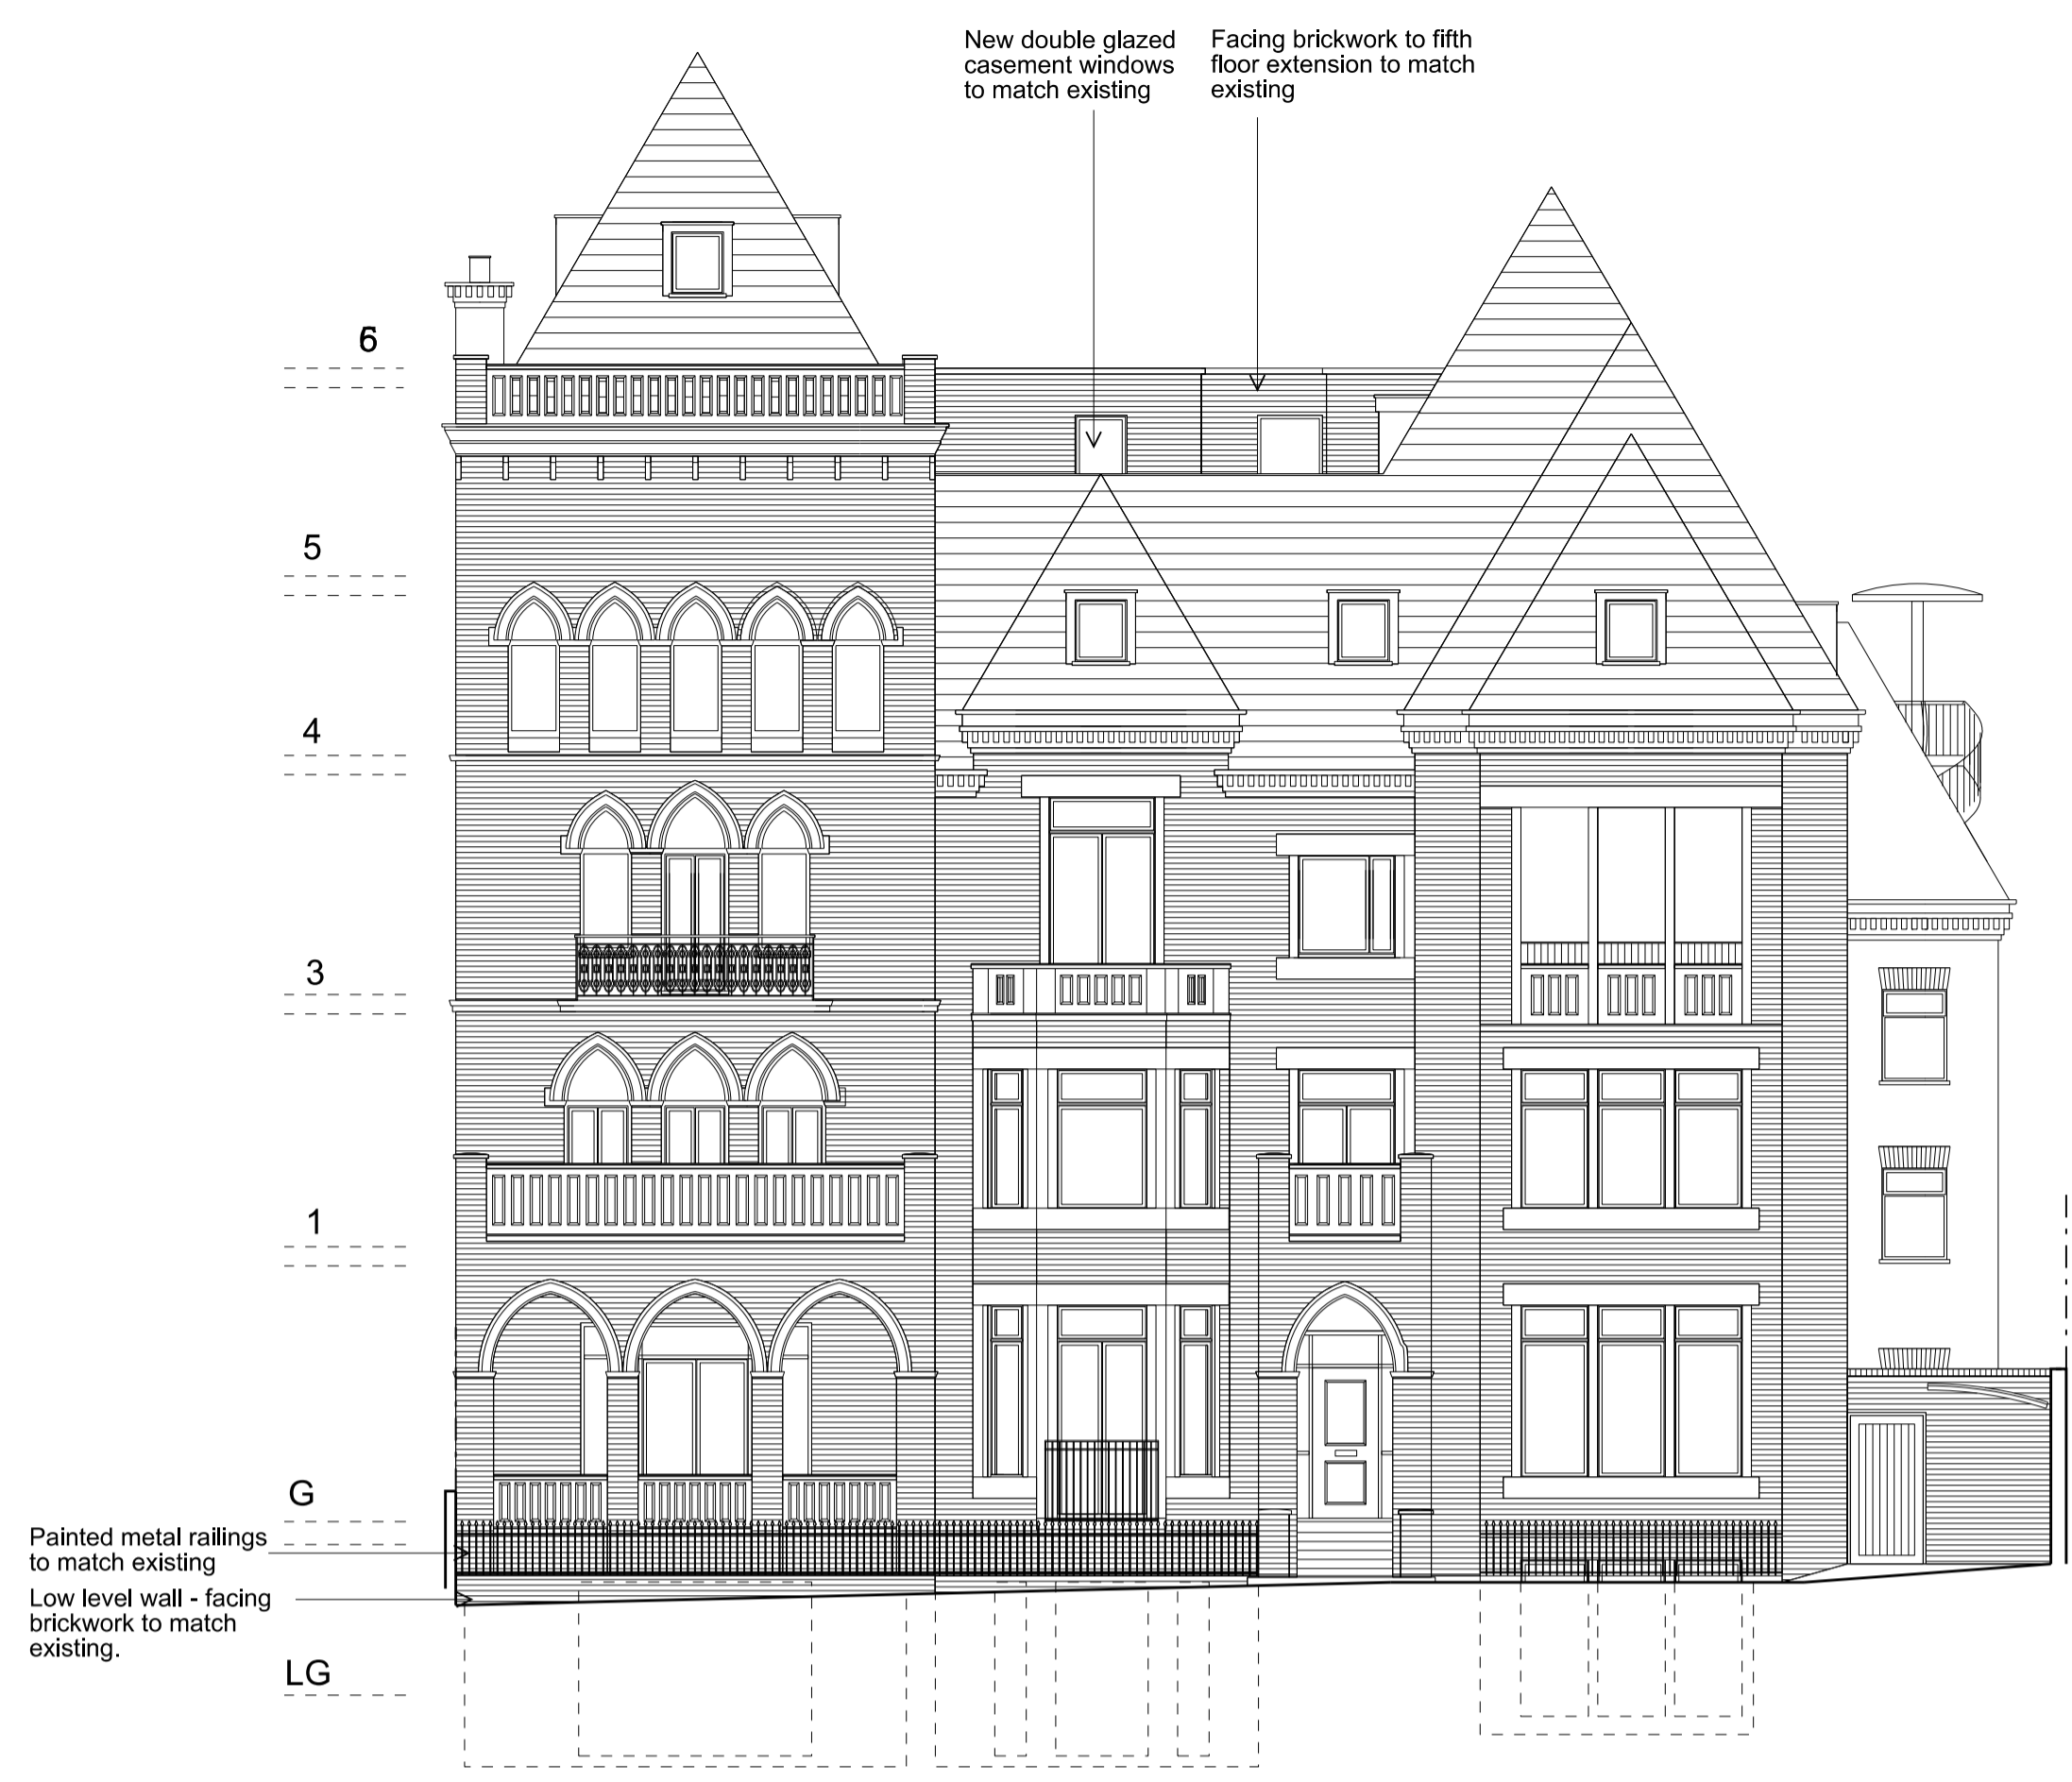 New double glazed
casement windows
to match existing
Facing brickwork to fifth
floor extension to match
existing
6
5
4
3
1
G
Painted metal railings
to match existing
Low level wall - facing
brickwork to match
existing.
LG